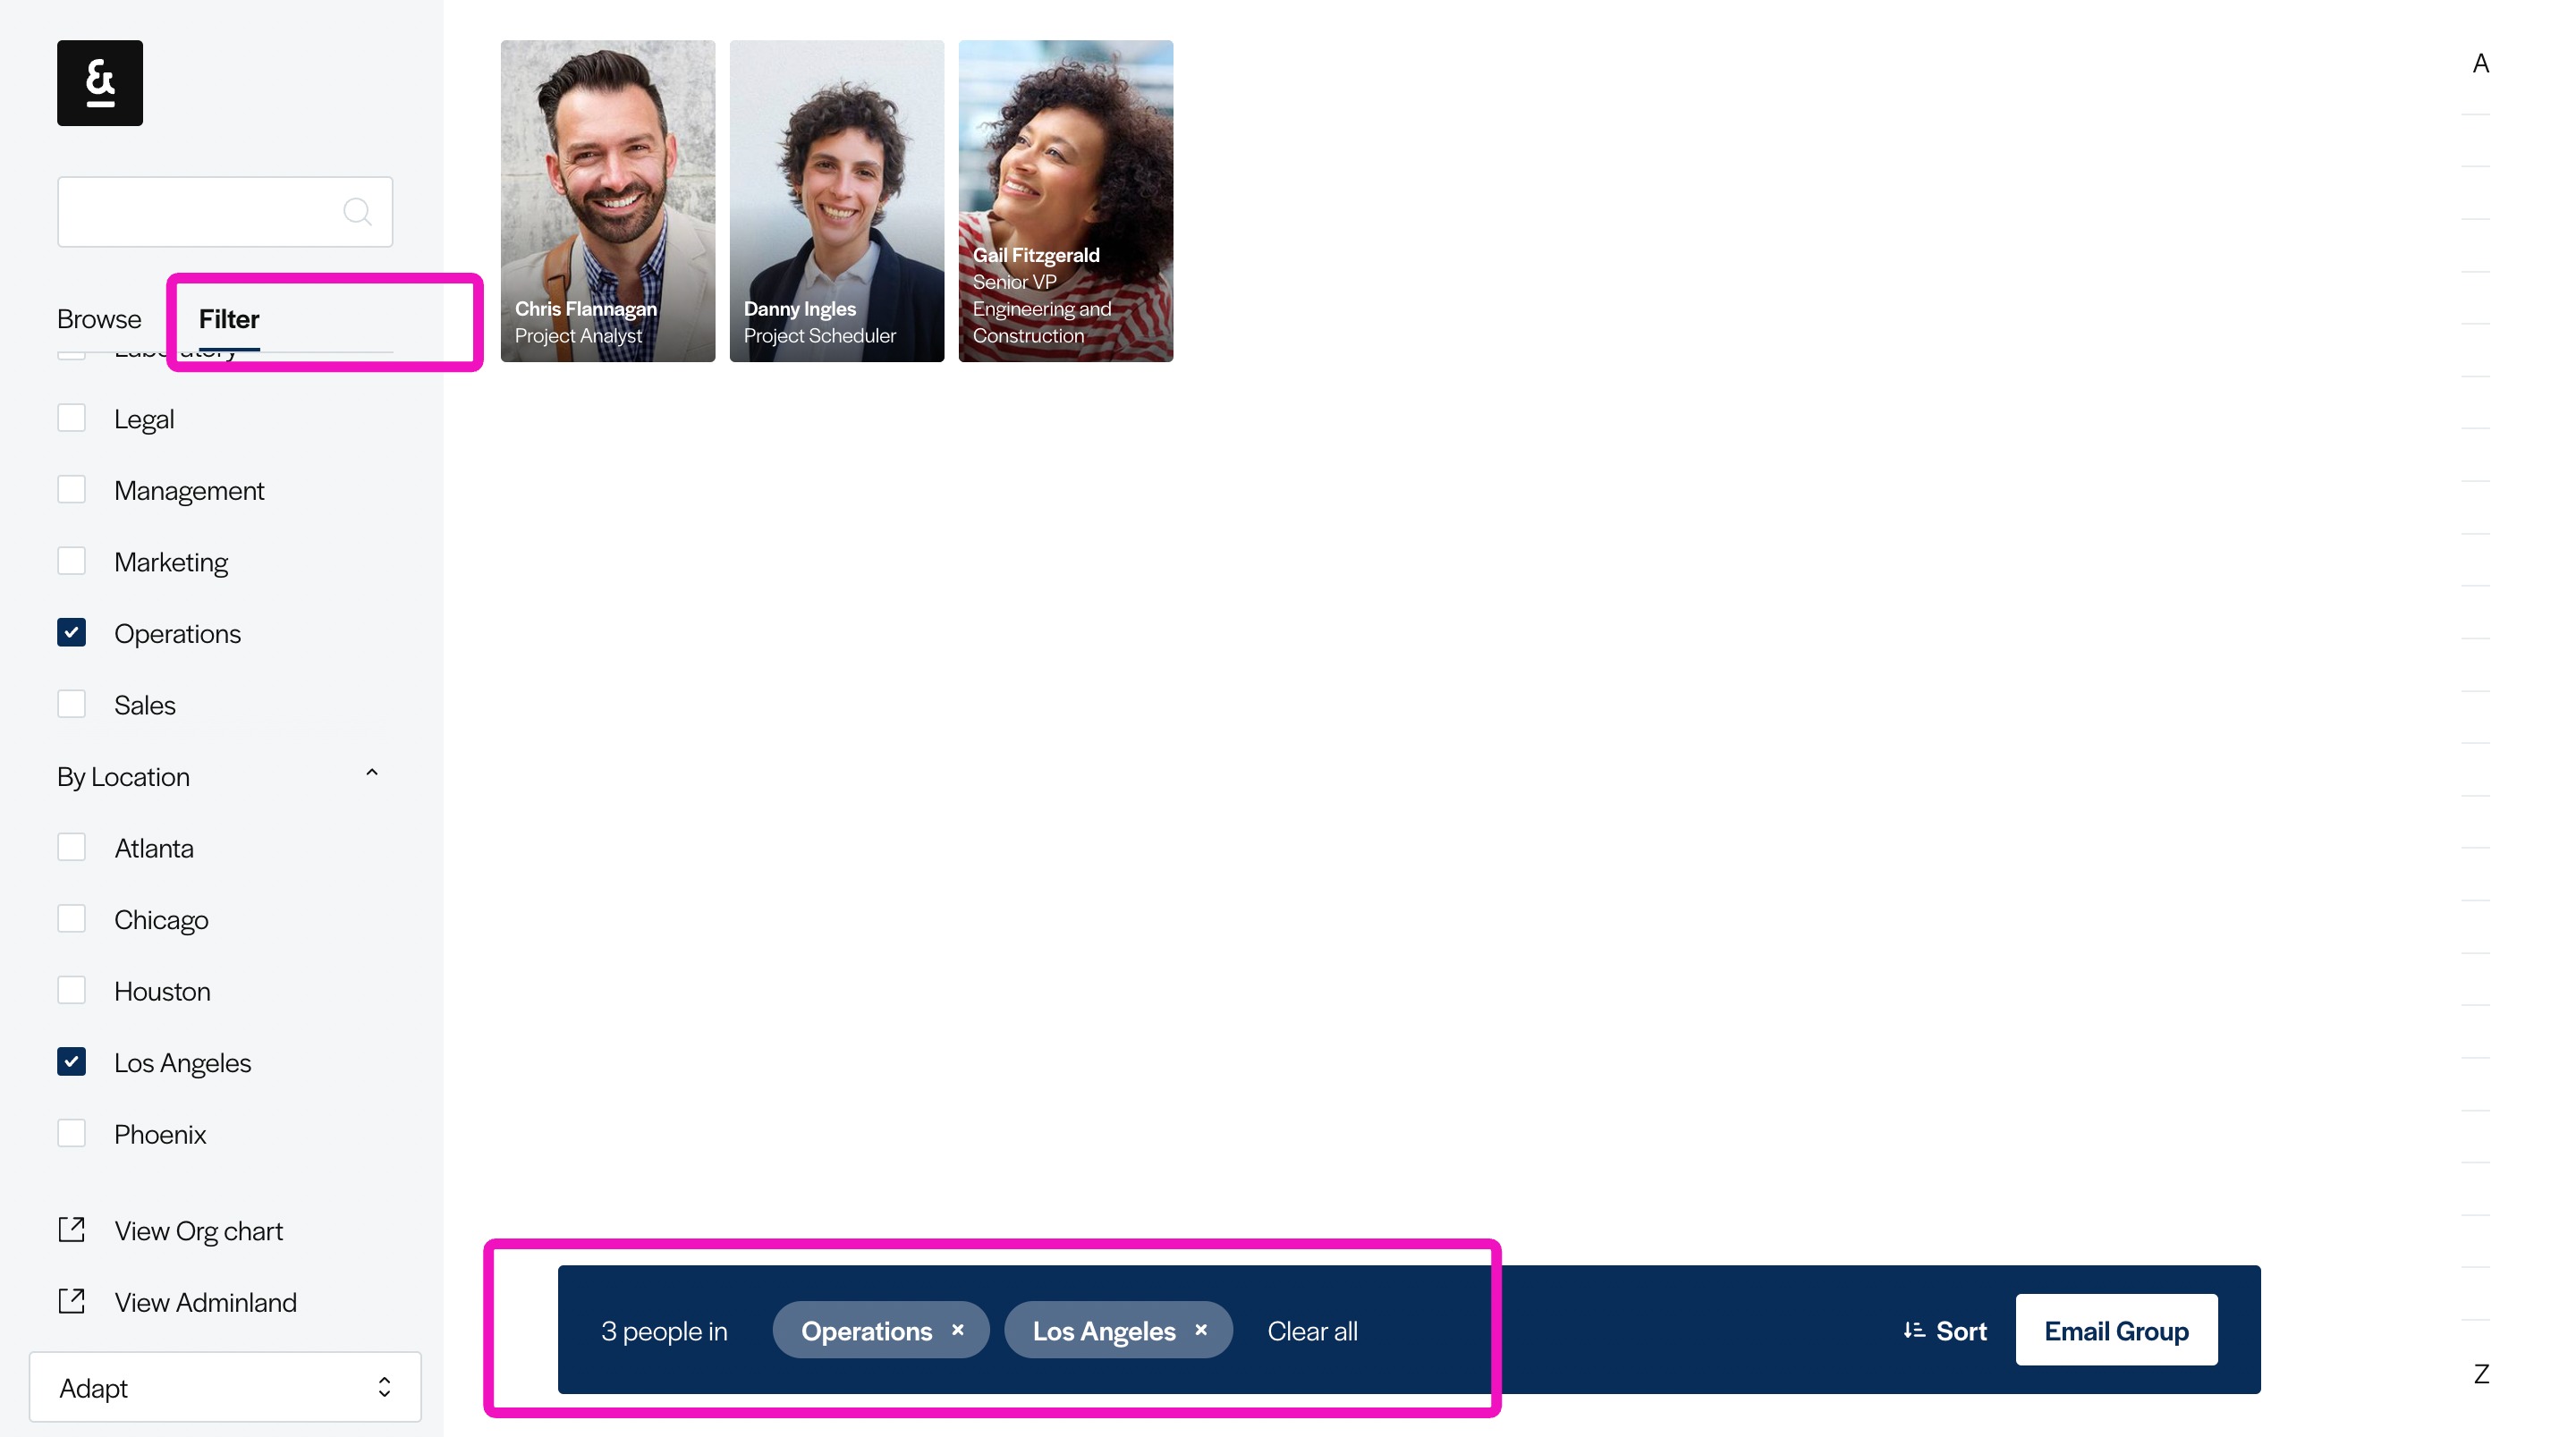 &
Browse
Filter
Laboratory
Legal
Management
Marketing
Operations
Sales
By Location
Atlanta
Chicago
Houston
Los Angeles
Phoenix
View Org chart
View Adminland
Adapt
Chris Flannagan
Project Analyst
Danny Ingles
Project Scheduler
Gail Fitzgerald
Senior VP
Engineering and
Construction
3 people in
Operations ×
Los Angeles ×
Clear all
Sort
Email Group
A
Z